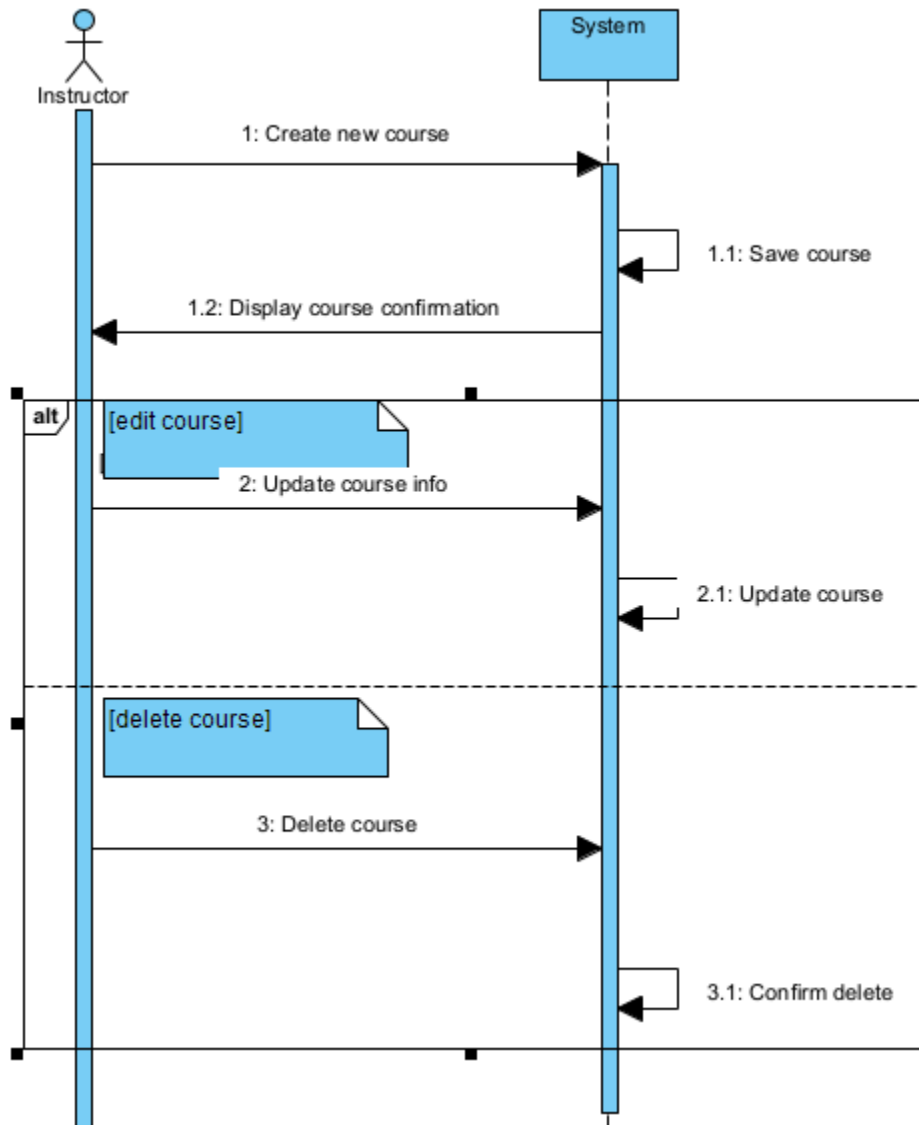 System
Instructor
1: Create new course
1.1: Save course
1.2: Display course confirmation
alt
[edit course]
2: Update course info
2.1: Update course
[delete course]
3: Delete course
3.1: Confirm delete